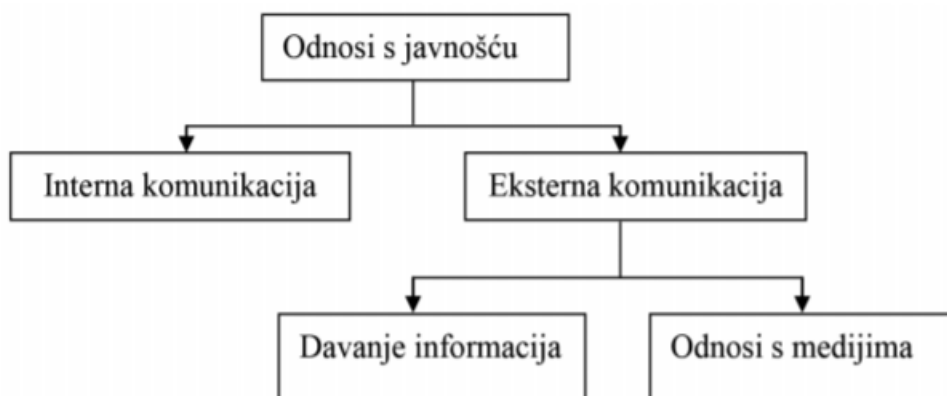 Odnosi s javnošću
Interna komunikacija
Eksterna komunikacija
Davanje informacija
Odnosi s medijima